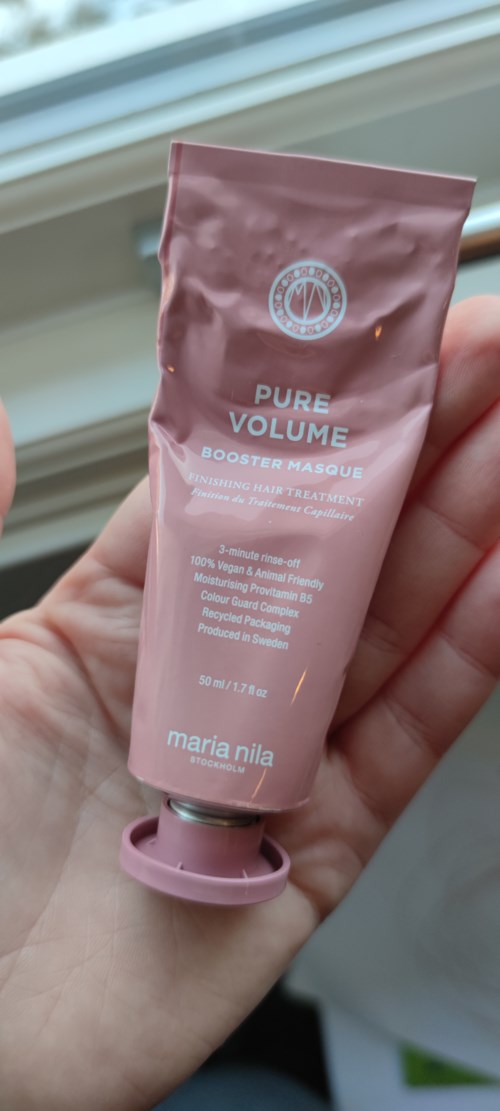 MN
PURE
VOLUME
BOOSTER MASQUE
FINISHING HAIR TREATMENT
Finition du Traitement Capillaire
3-minute rinse-off
100% Vegan & Animal Friendly
Moisturising Provitamin B5
Colour Guard Complex
Recycled Packaging
Produced in Sweden
50 ml / 1.7 fl oz
maria nila
STOCKHOLM